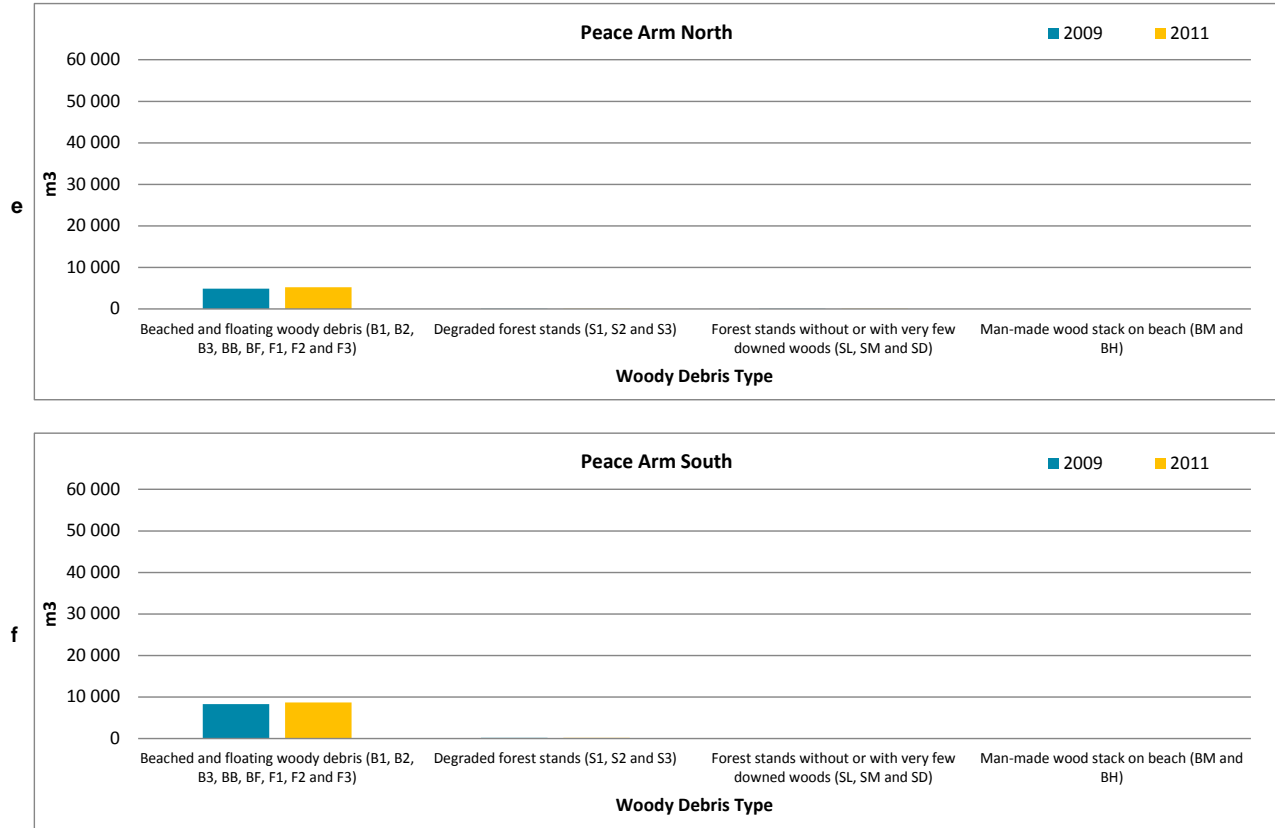 Peace Arm North
2009 2011
60 000
50 000
40 000
30 000
20 000
10 000
0
m3
e
Beached and floating woody debris (B1, B2,
B3, BB, BF, F1, F2 and F3)
Degraded forest stands (S1, S2 and S3)
Forest stands without or with very few
downed woods (SL, SM and SD)
Man-made wood stack on beach (BM and
BH)
Woody Debris Type
Peace Arm South
2009 2011
60 000
50 000
40 000
30 000
20 000
10 000
0
m3
f
Beached and floating woody debris (B1, B2,
B3, BB, BF, F1, F2 and F3)
Degraded forest stands (S1, S2 and S3)
Forest stands without or with very few
downed woods (SL, SM and SD)
Man-made wood stack on beach (BM and
BH)
Woody Debris Type